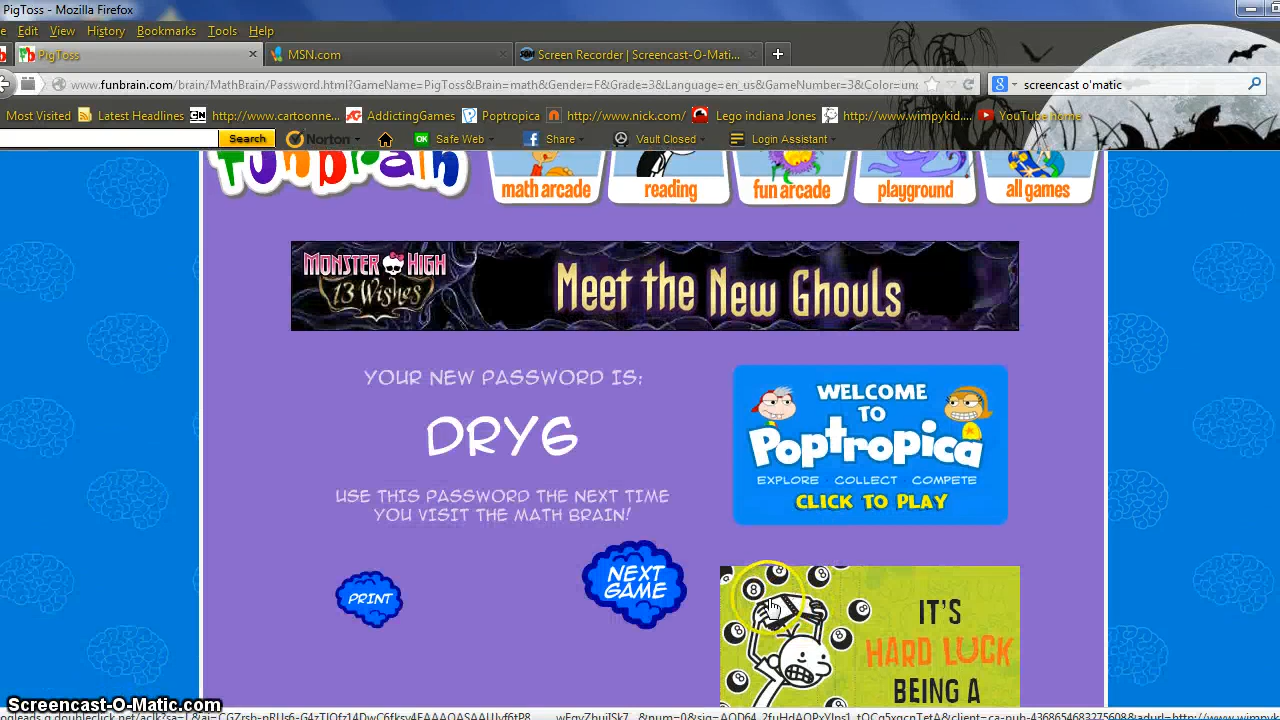 PigToss - Mozilla Firefox
Edit View History Bookmarks Tools Help
PigToss MSN.com Screen Recorder | Screencast-O-Mati...
www.funbrain.com/brain/MathBrain/Password.html?GameName=PigToss&Brain=math&Gender=F&Grade=3&Language=en_us&GameNumber=3&Color=un screencast o'matic
Most Visited Latest Headlines http://www.cartoonne... AddictingGames Poptropica http://www.nick.com/ Lego indiana Jones http://www.wimpykid.... YouTube home
Search Norton Safe Web Share Vault Closed Login Assistant
funbrain
math arcade reading fun arcade playground all games
MONSTER HIGH
13 Wishes
Meet the New Ghouls
YOUR NEW PASSWORD IS:
DRY6
USE THIS PASSWORD THE NEXT TIME
YOU VISIT THE MATH BRAIN!
PRINT
NEXT
GAME
WELCOME
TO
Poptropica
EXPLORE · COLLECT · COMPETE
CLICK TO PLAY
IT'S
HARD LUCK
BEING A
Screencast-O-Matic.com